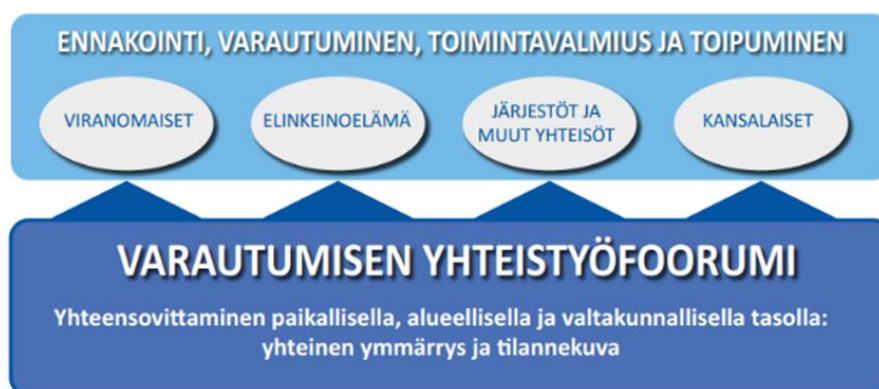 ENNAKOINTI, VARAUTUMINEN, TOIMINTAVALMIUS JA TOIPUMINEN
VIRANOMAISET
ELINKEINOELÄMÄ
JÄRJESTÖT JA
MUUT YHTEISÖT
KANSALAISET
VARAUTUMISEN YHTEISTYÖFOORUMI
Yhteensovittaminen paikallisella, alueellisella ja valtakunnallisella tasolla:
yhteinen ymmärrys ja tilannekuva